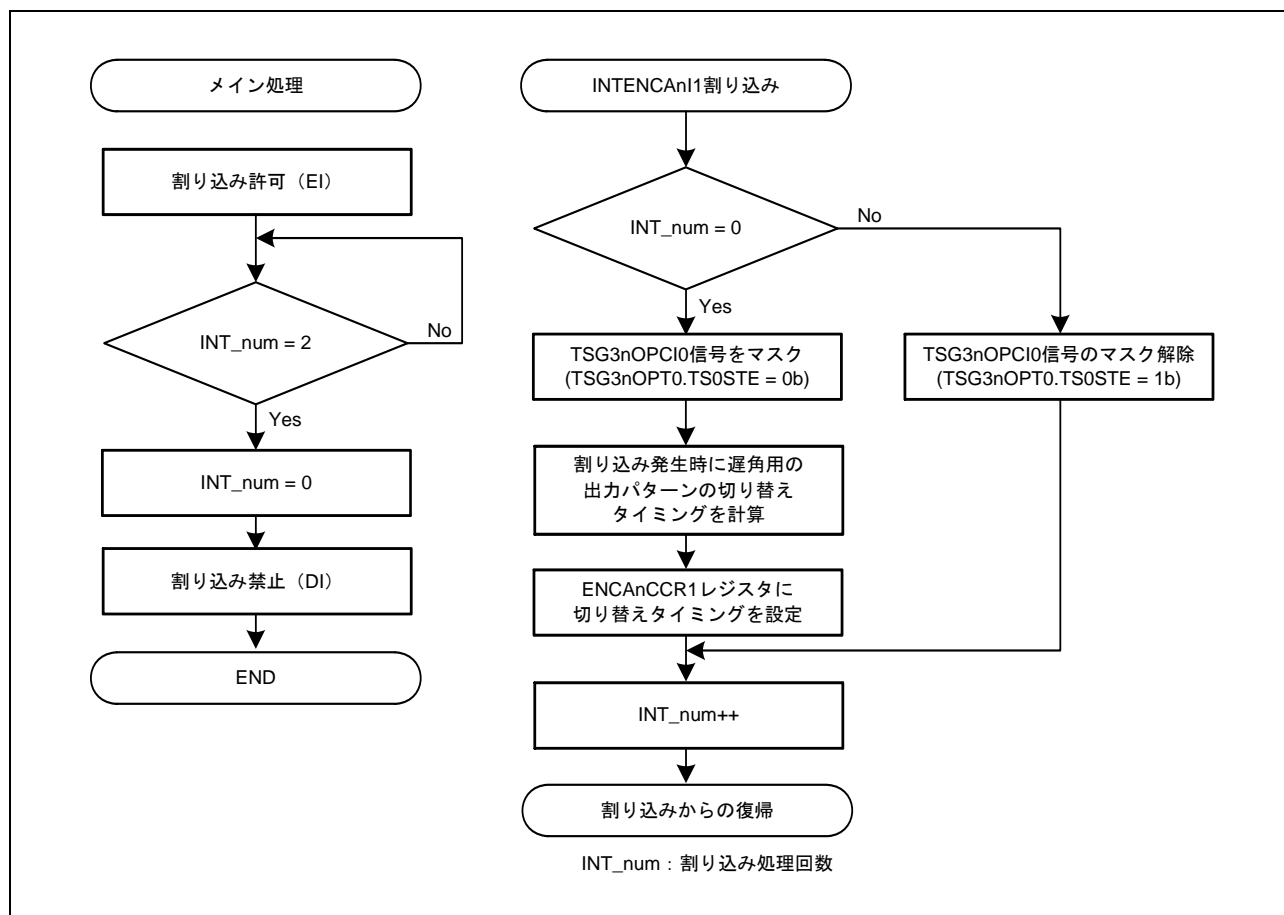 メイン処理
割り込み許可（EI）
INT_num = 2
No
Yes
INT_num = 0
割り込み禁止（DI）
END
INTENCAnI1割り込み
INT_num = 0
No
Yes
TSG3nOPCI0信号をマスク
(TSG3nOPT0.TS0STE = 0b)
TSG3nOPCI0信号のマスク解除
(TSG3nOPT0.TS0STE = 1b)
割り込み発生時に遅角用の
出力パターンの切り替え
タイミングを計算
ENCAnCCR1レジスタに
切り替えタイミングを設定
INT_num++
割り込みからの復帰
INT_num：割り込み処理回数